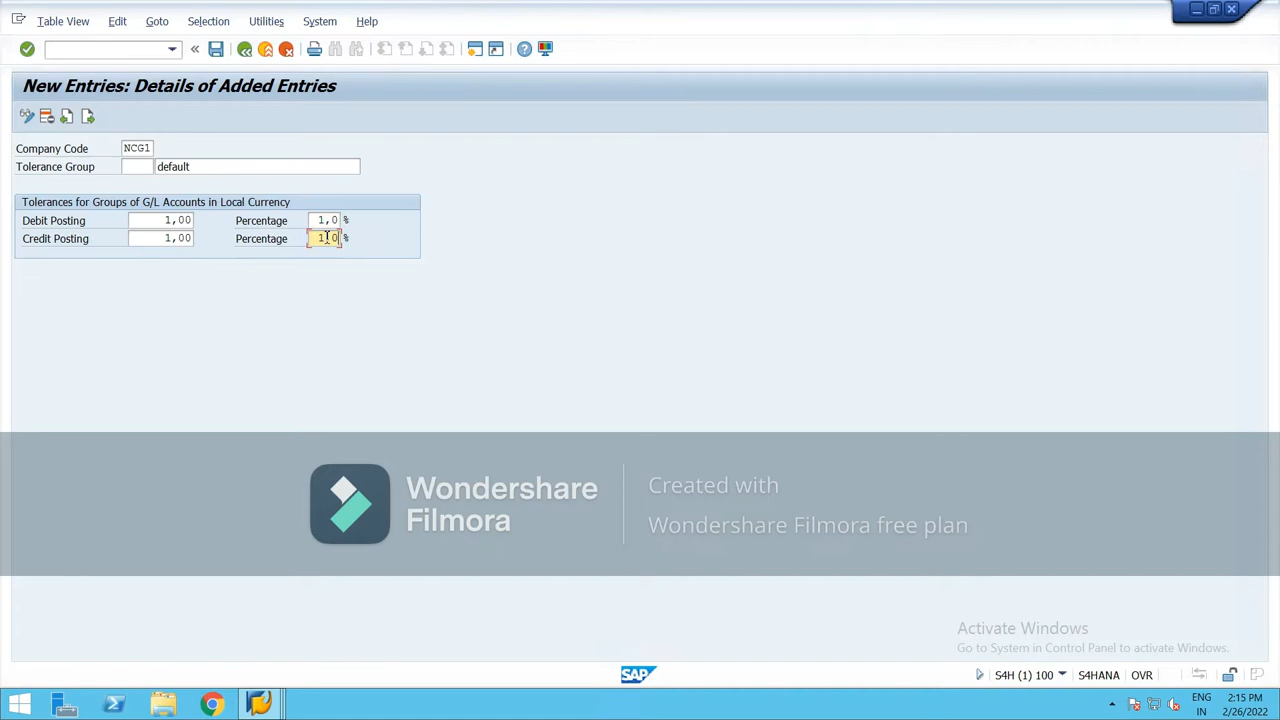 Table View Edit Goto Selection Utilities System Help
New Entries: Details of Added Entries
Company Code NCG1
Tolerance Group default
Tolerances for Groups of G/L Accounts in Local Currency
Debit Posting 1,00 Percentage 1,0 %
Credit Posting 1,00 Percentage 1,0 %
Wondershare
Filmora
Created with
Wondershare Filmora free plan
Activate Windows
Go to System in Control Panel to activate Windows.
SAP S4H (1) 100 S4HANA OVR
ENG 2:15 PM
IN 2/26/2022